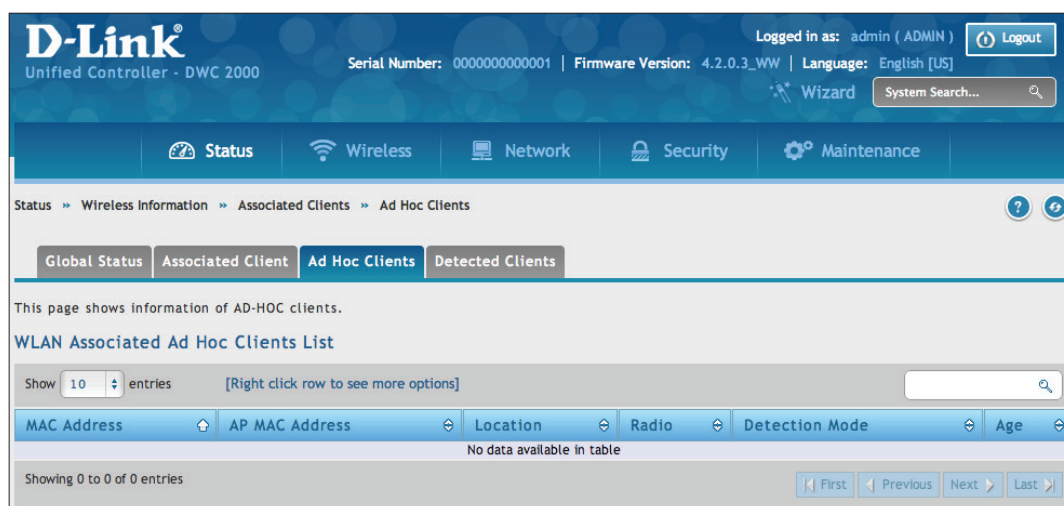 D-Link®
Unified Controller - DWC 2000
Logged in as: admin ( ADMIN ) Logout
Serial Number: 0000000000001 | Firmware Version: 4.2.0.3_WW | Language: English [US]
Wizard System Search...
Status Wireless Network Security Maintenance
Status » Wireless Information » Associated Clients » Ad Hoc Clients ?
Global Status Associated Client Ad Hoc Clients Detected Clients
This page shows information of AD-HOC clients.
WLAN Associated Ad Hoc Clients List
Show 10 entries [Right click row to see more options]
MAC Address AP MAC Address Location Radio Detection Mode Age
No data available in table
Showing 0 to 0 of 0 entries First Previous Next Last